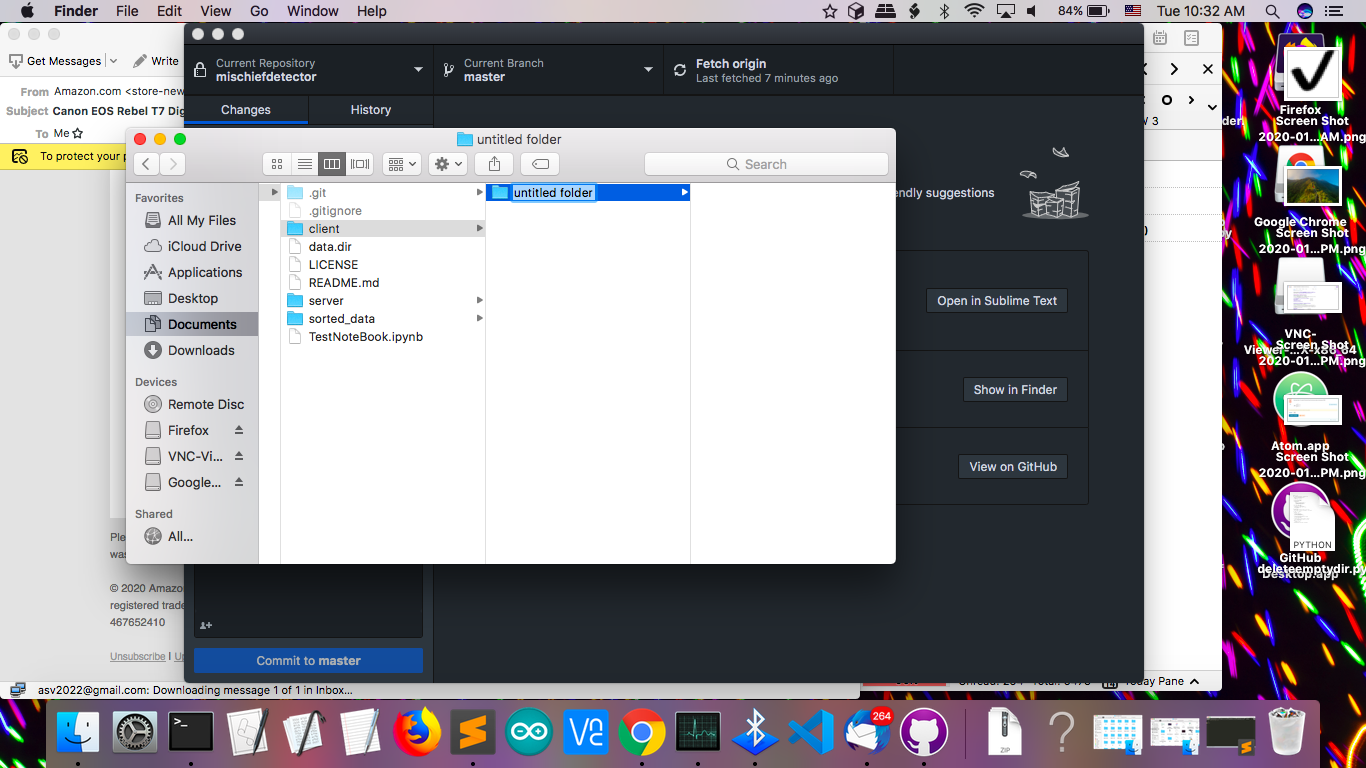 Finder File Edit View Go Window Help 84% Tue 10:32 AM
Get Messages Write
From Amazon.com <store-new
Subject Canon EOS Rebel T7 Dig
To Me
To protect your p
Current Repository
mischiefdetector
Current Branch
master
Fetch origin
Last fetched 7 minutes ago
Changes History
untitled folder
Search
Favorites
All My Files
iCloud Drive
Applications
Desktop
Documents
Downloads
Devices
Remote Disc
Firefox
VNC-Vi...
Google...
Shared
All...
.git
.gitignore
client
data.dir
LICENSE
README.md
server
sorted_data
TestNoteBook.ipynb
untitled folder
ndly suggestions
Open in Sublime Text
Show in Finder
View on GitHub
Commit to master
Ple
was
© 2020 Amazo
registered trade
467652410
Unsubscribe | Up
asv2022@gmail.com: Downloading message 1 of 1 in Inbox...
Today Pane
Firefox
Screen Shot
2020-01...AM.png
Google Chrome
Screen Shot
2020-01...PM.png
VNC-
Screen Shot
Viewer-...X-x86-64
2020-01...PM.png
Atom.app
Screen Shot
2020-01...PM.png
PYTHON
GitHub
deleteemptydir.py
Desktop.app
264
ZIP